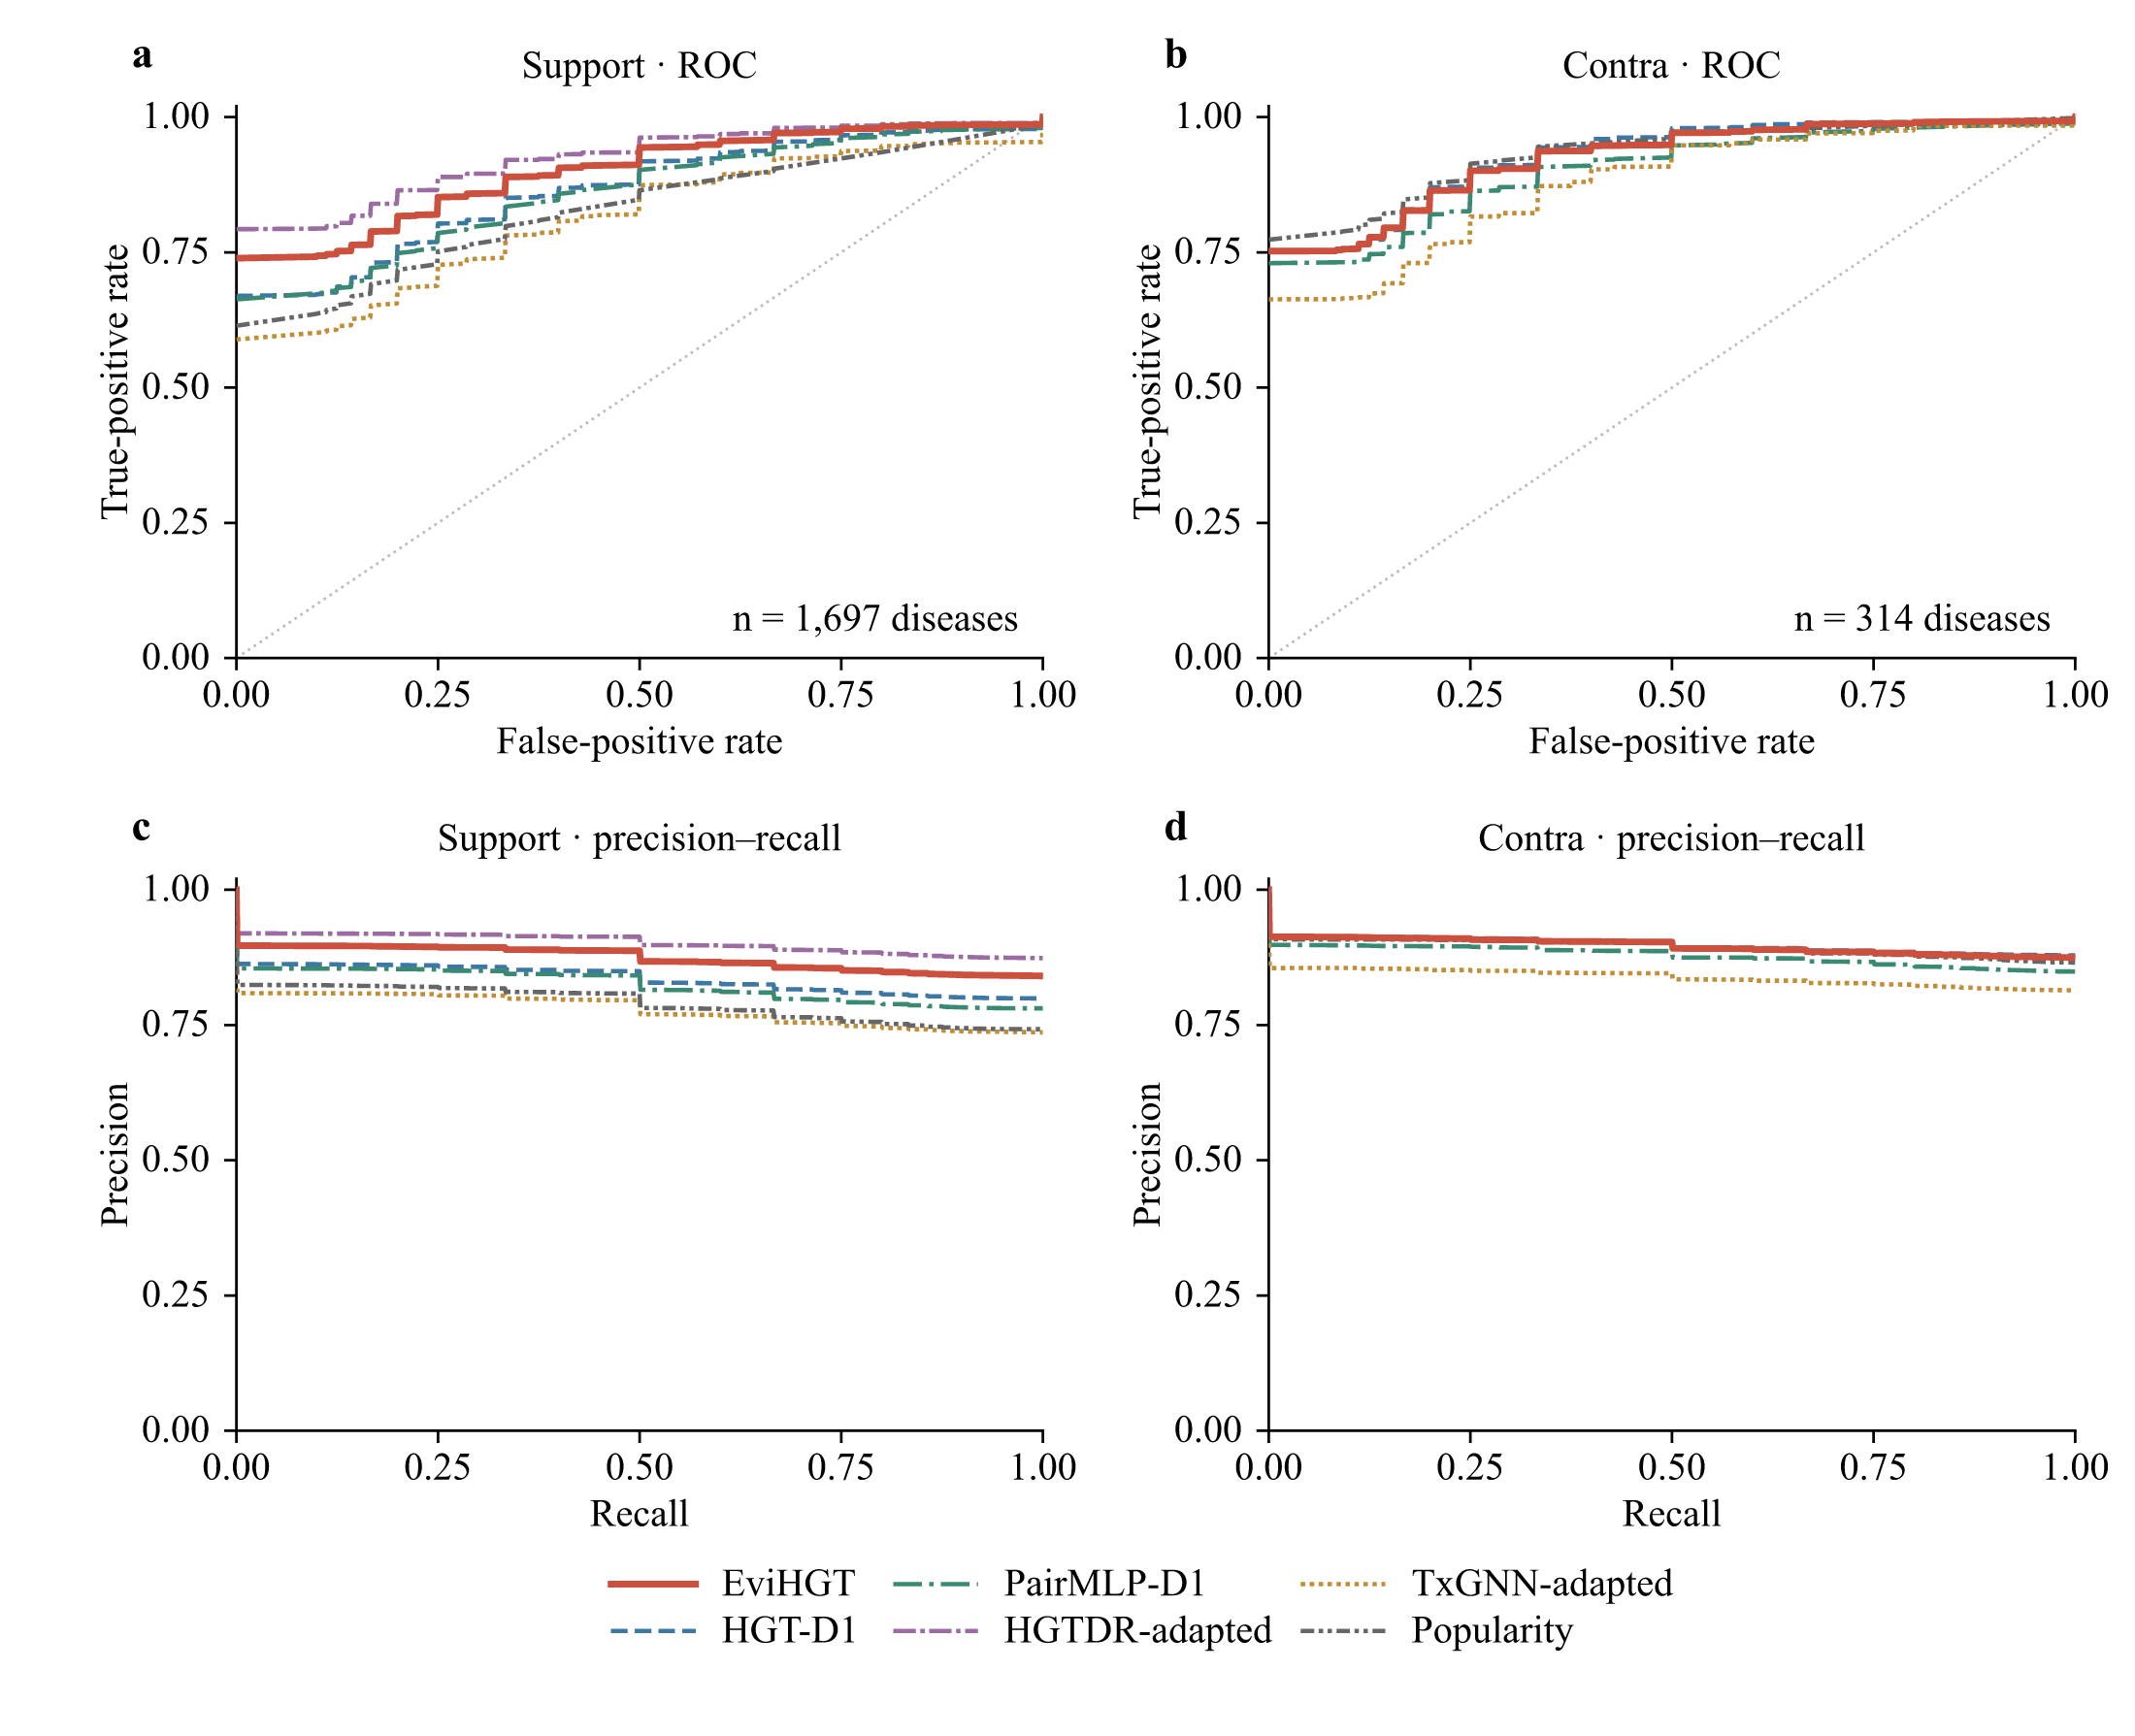 a
Support · ROC
1.00
0.75
0.50
0.25
0.00
True-positive rate
n = 1,697 diseases
0.00 0.25 0.50 0.75 1.00
False-positive rate
b
Contra · ROC
1.00
0.75
0.50
0.25
0.00
True-positive rate
n = 314 diseases
0.00 0.25 0.50 0.75 1.00
False-positive rate
c
Support · precision–recall
1.00
0.75
0.50
0.25
0.00
Precision
0.00 0.25 0.50 0.75 1.00
Recall
d
Contra · precision–recall
1.00
0.75
0.50
0.25
0.00
Precision
0.00 0.25 0.50 0.75 1.00
Recall
EviHGT PairMLP-D1 TxGNN-adapted
HGT-D1 HGTDR-adapted Popularity